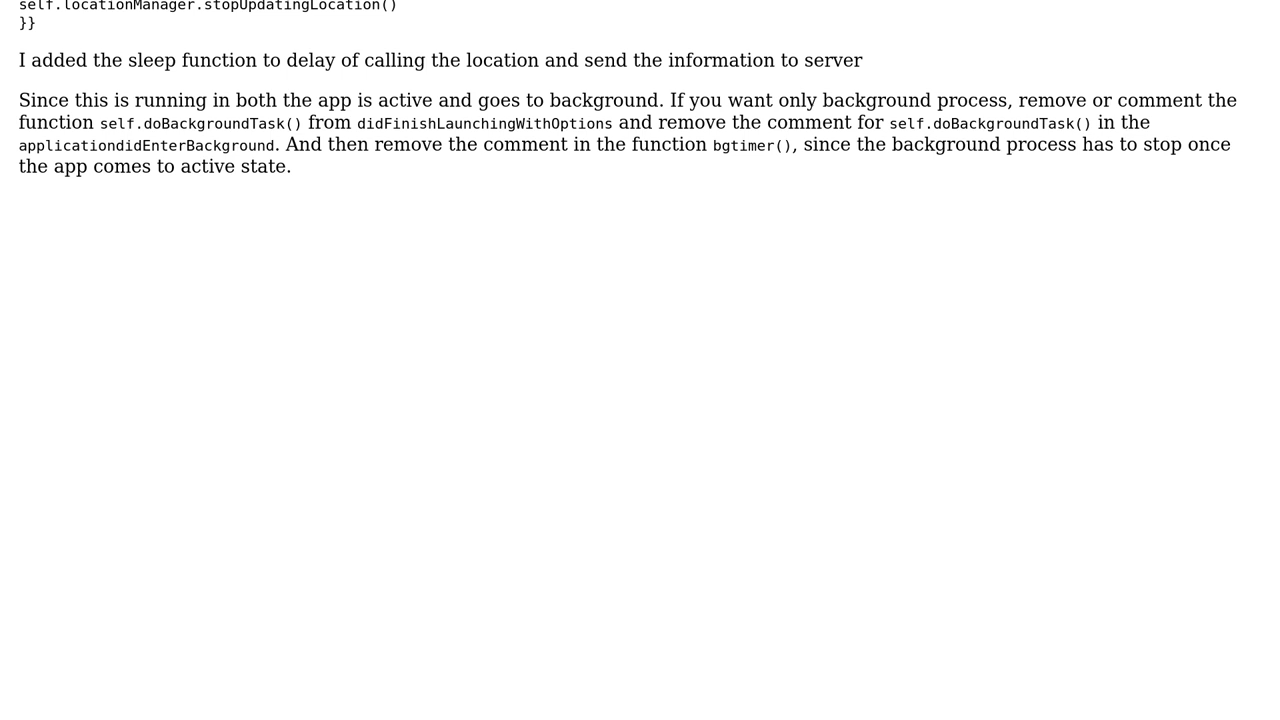 self.locationManager.stopUpdatingLocation()
}}
I added the sleep function to delay of calling the location and send the information to server
Since this is running in both the app is active and goes to background. If you want only background process, remove or comment the
function self.doBackgroundTask() from didFinishLaunchingWithOptions and remove the comment for self.doBackgroundTask() in the
applicationdidEnterBackground. And then remove the comment in the function bgtimer(), since the background process has to stop once
the app comes to active state.